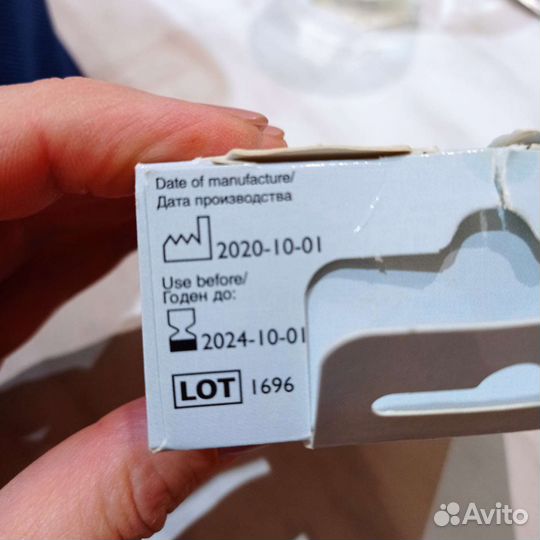 Date of manufacture/
Дата производства
2020-10-01
Use before/
Годен до:
2024-10-01
LOT 1696
Avito